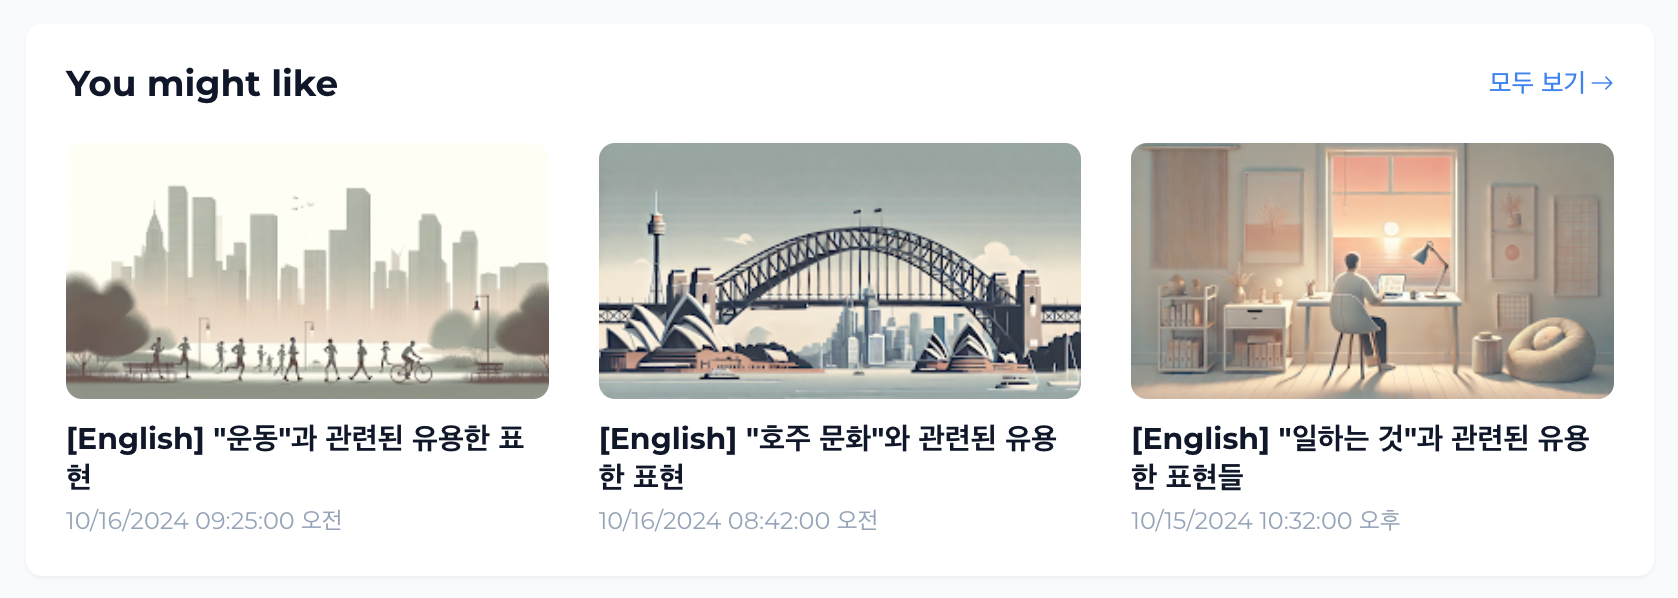 You might like
모두 보기 →
[English] "운동"과 관련된 유용한 표
현
10/16/2024 09:25:00 오전
[English] "호주 문화"와 관련된 유용
한 표현
10/16/2024 08:42:00 오전
[English] "일하는 것"과 관련된 유용
한 표현들
10/15/2024 10:32:00 오후